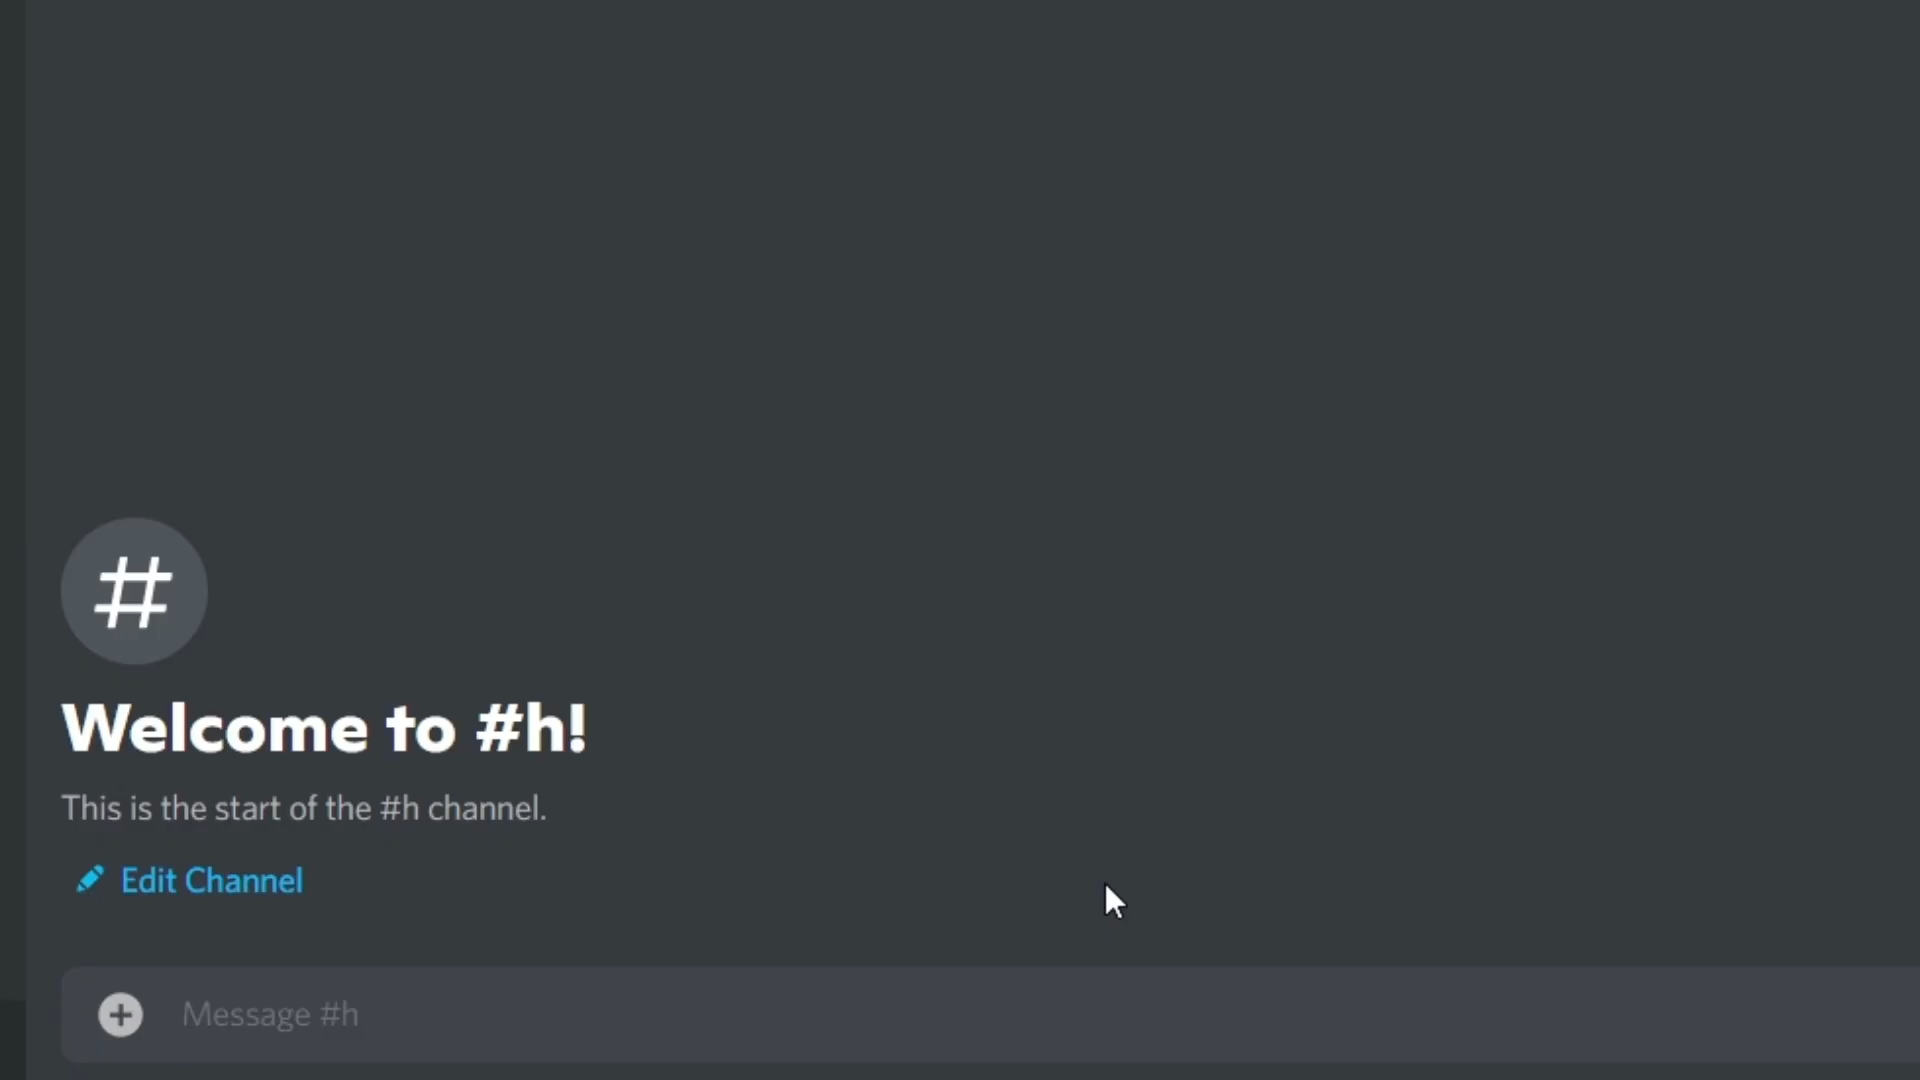 #
Welcome to #h!
This is the start of the #h channel.
Edit Channel
Message #h